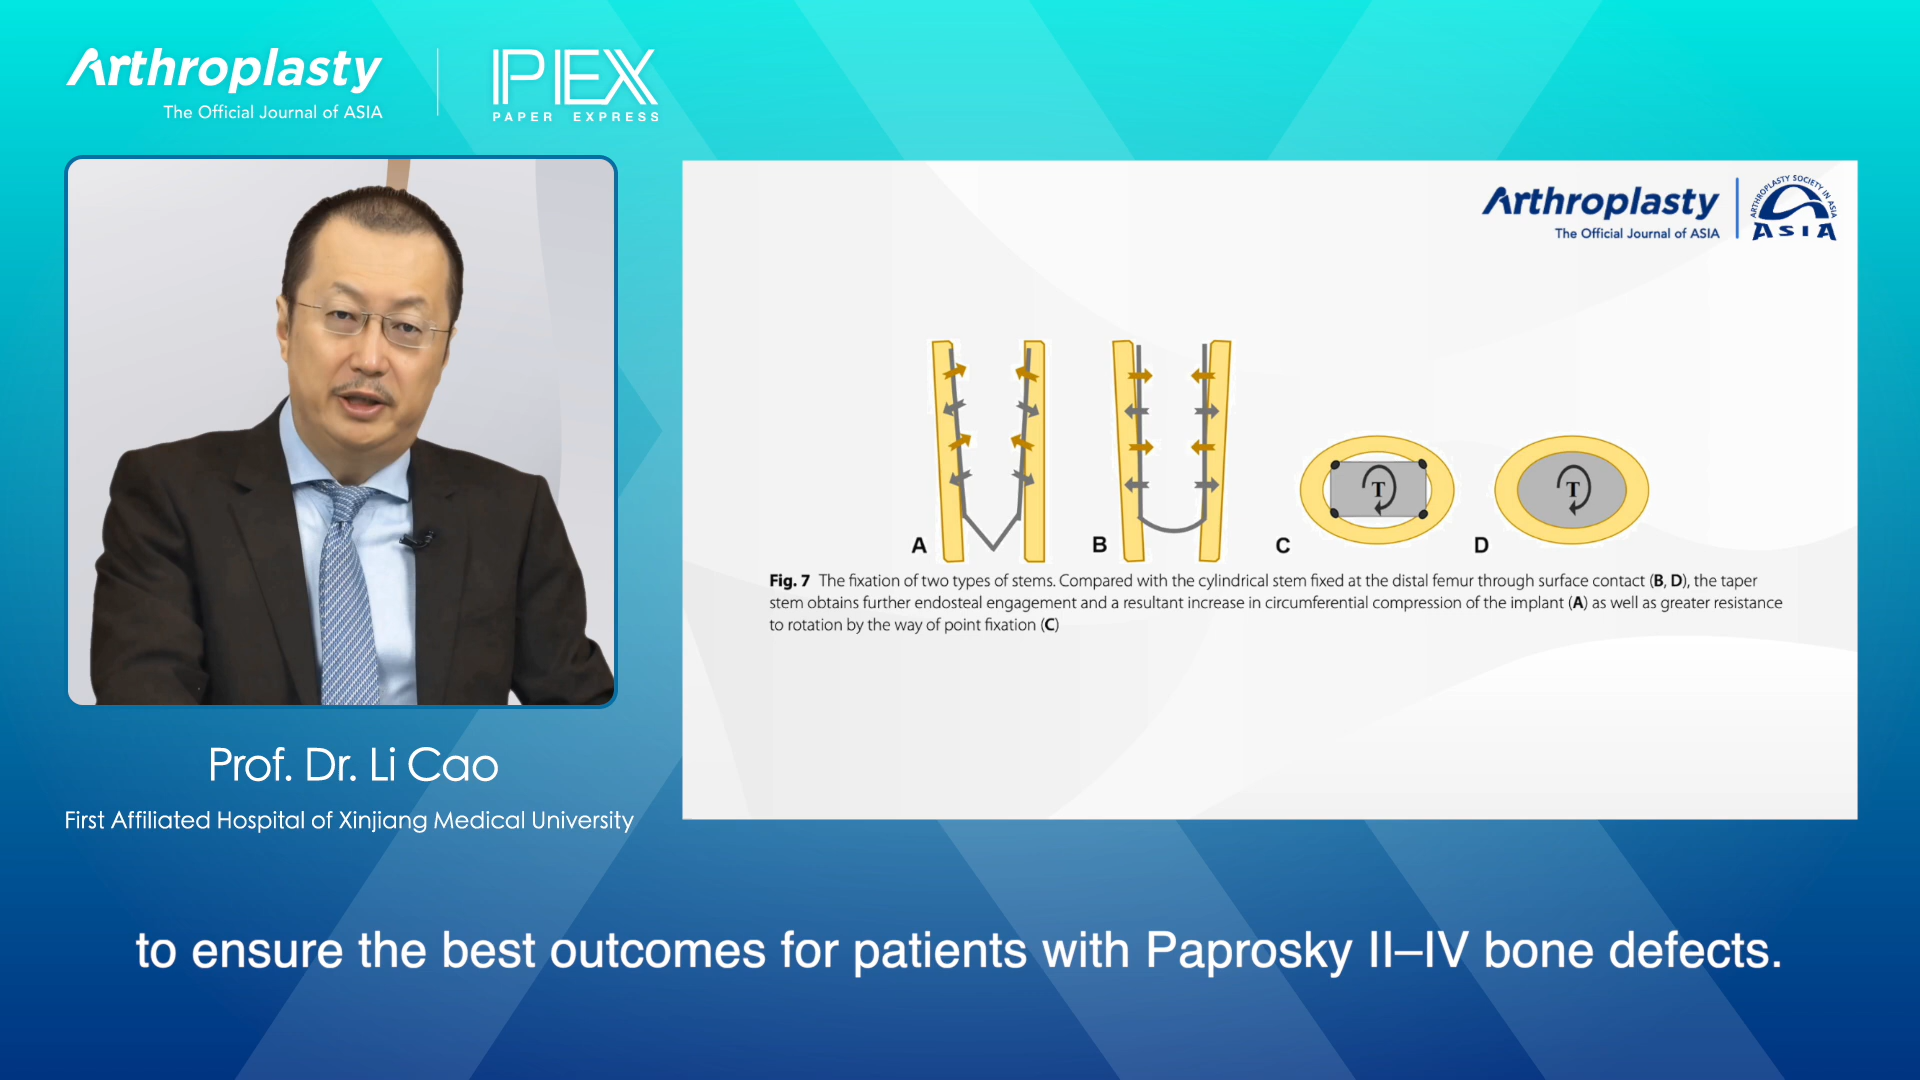 Arthroplasty
The Official Journal of ASIA
PEX
PAPER EXPRESS
Arthroplasty
The Official Journal of ASIA
ARTHROPLASTY SOCIETY IN ASIA
ASIA
A
B
C
D
T
T
Fig. 7 The fixation of two types of stems. Compared with the cylindrical stem fixed at the distal femur through surface contact (B, D), the taper
stem obtains further endosteal engagement and a resultant increase in circumferential compression of the implant (A) as well as greater resistance
to rotation by the way of point fixation (C)
Prof. Dr. Li Cao
First Affiliated Hospital of Xinjiang Medical University
to ensure the best outcomes for patients with Paprosky II–IV bone defects.